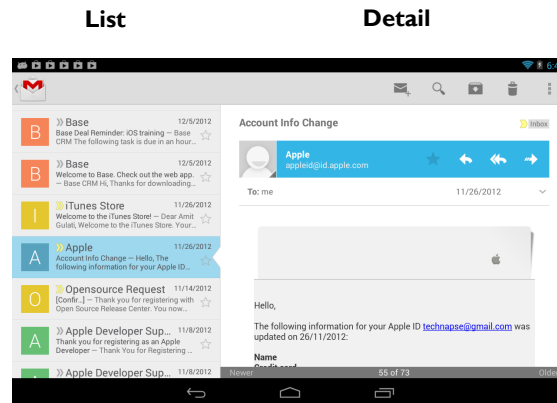 List
Detail
6:4
B
» Base
12/5/2012
Base Deal Reminder: iOS training – Base
CRM The following task is due in an hour...
B
» Base
12/5/2012
Welcome to Base. Check out the web app.
– Base CRM Hi, Thanks for downloading...
I
iTunes Store
11/26/2012
Welcome to the iTunes Store! – Dear Amit
Gulati, Welcome to the iTunes Store. Your...
A
» Apple
11/26/2012
Account Info Change – Hello, The
following information for your Apple ID...
O
Opensource Request
11/14/2012
[Confir...] – Thank you for registering with
Open Source Release Center. You now...
A
» Apple Developer Sup...
11/8/2012
Thank you for registering as an Apple
Developer – Thank You for Registering ...
A
» Apple Developer Sup...
11/8/2012
Account Info Change
Inbox
Apple
appleid@id.apple.com
To: me
11/26/2012
Hello,
The following information for your Apple ID technapse@gmail.com was
updated on 26/11/2012:
Name
Credit card
Newer
55 of 73
Older